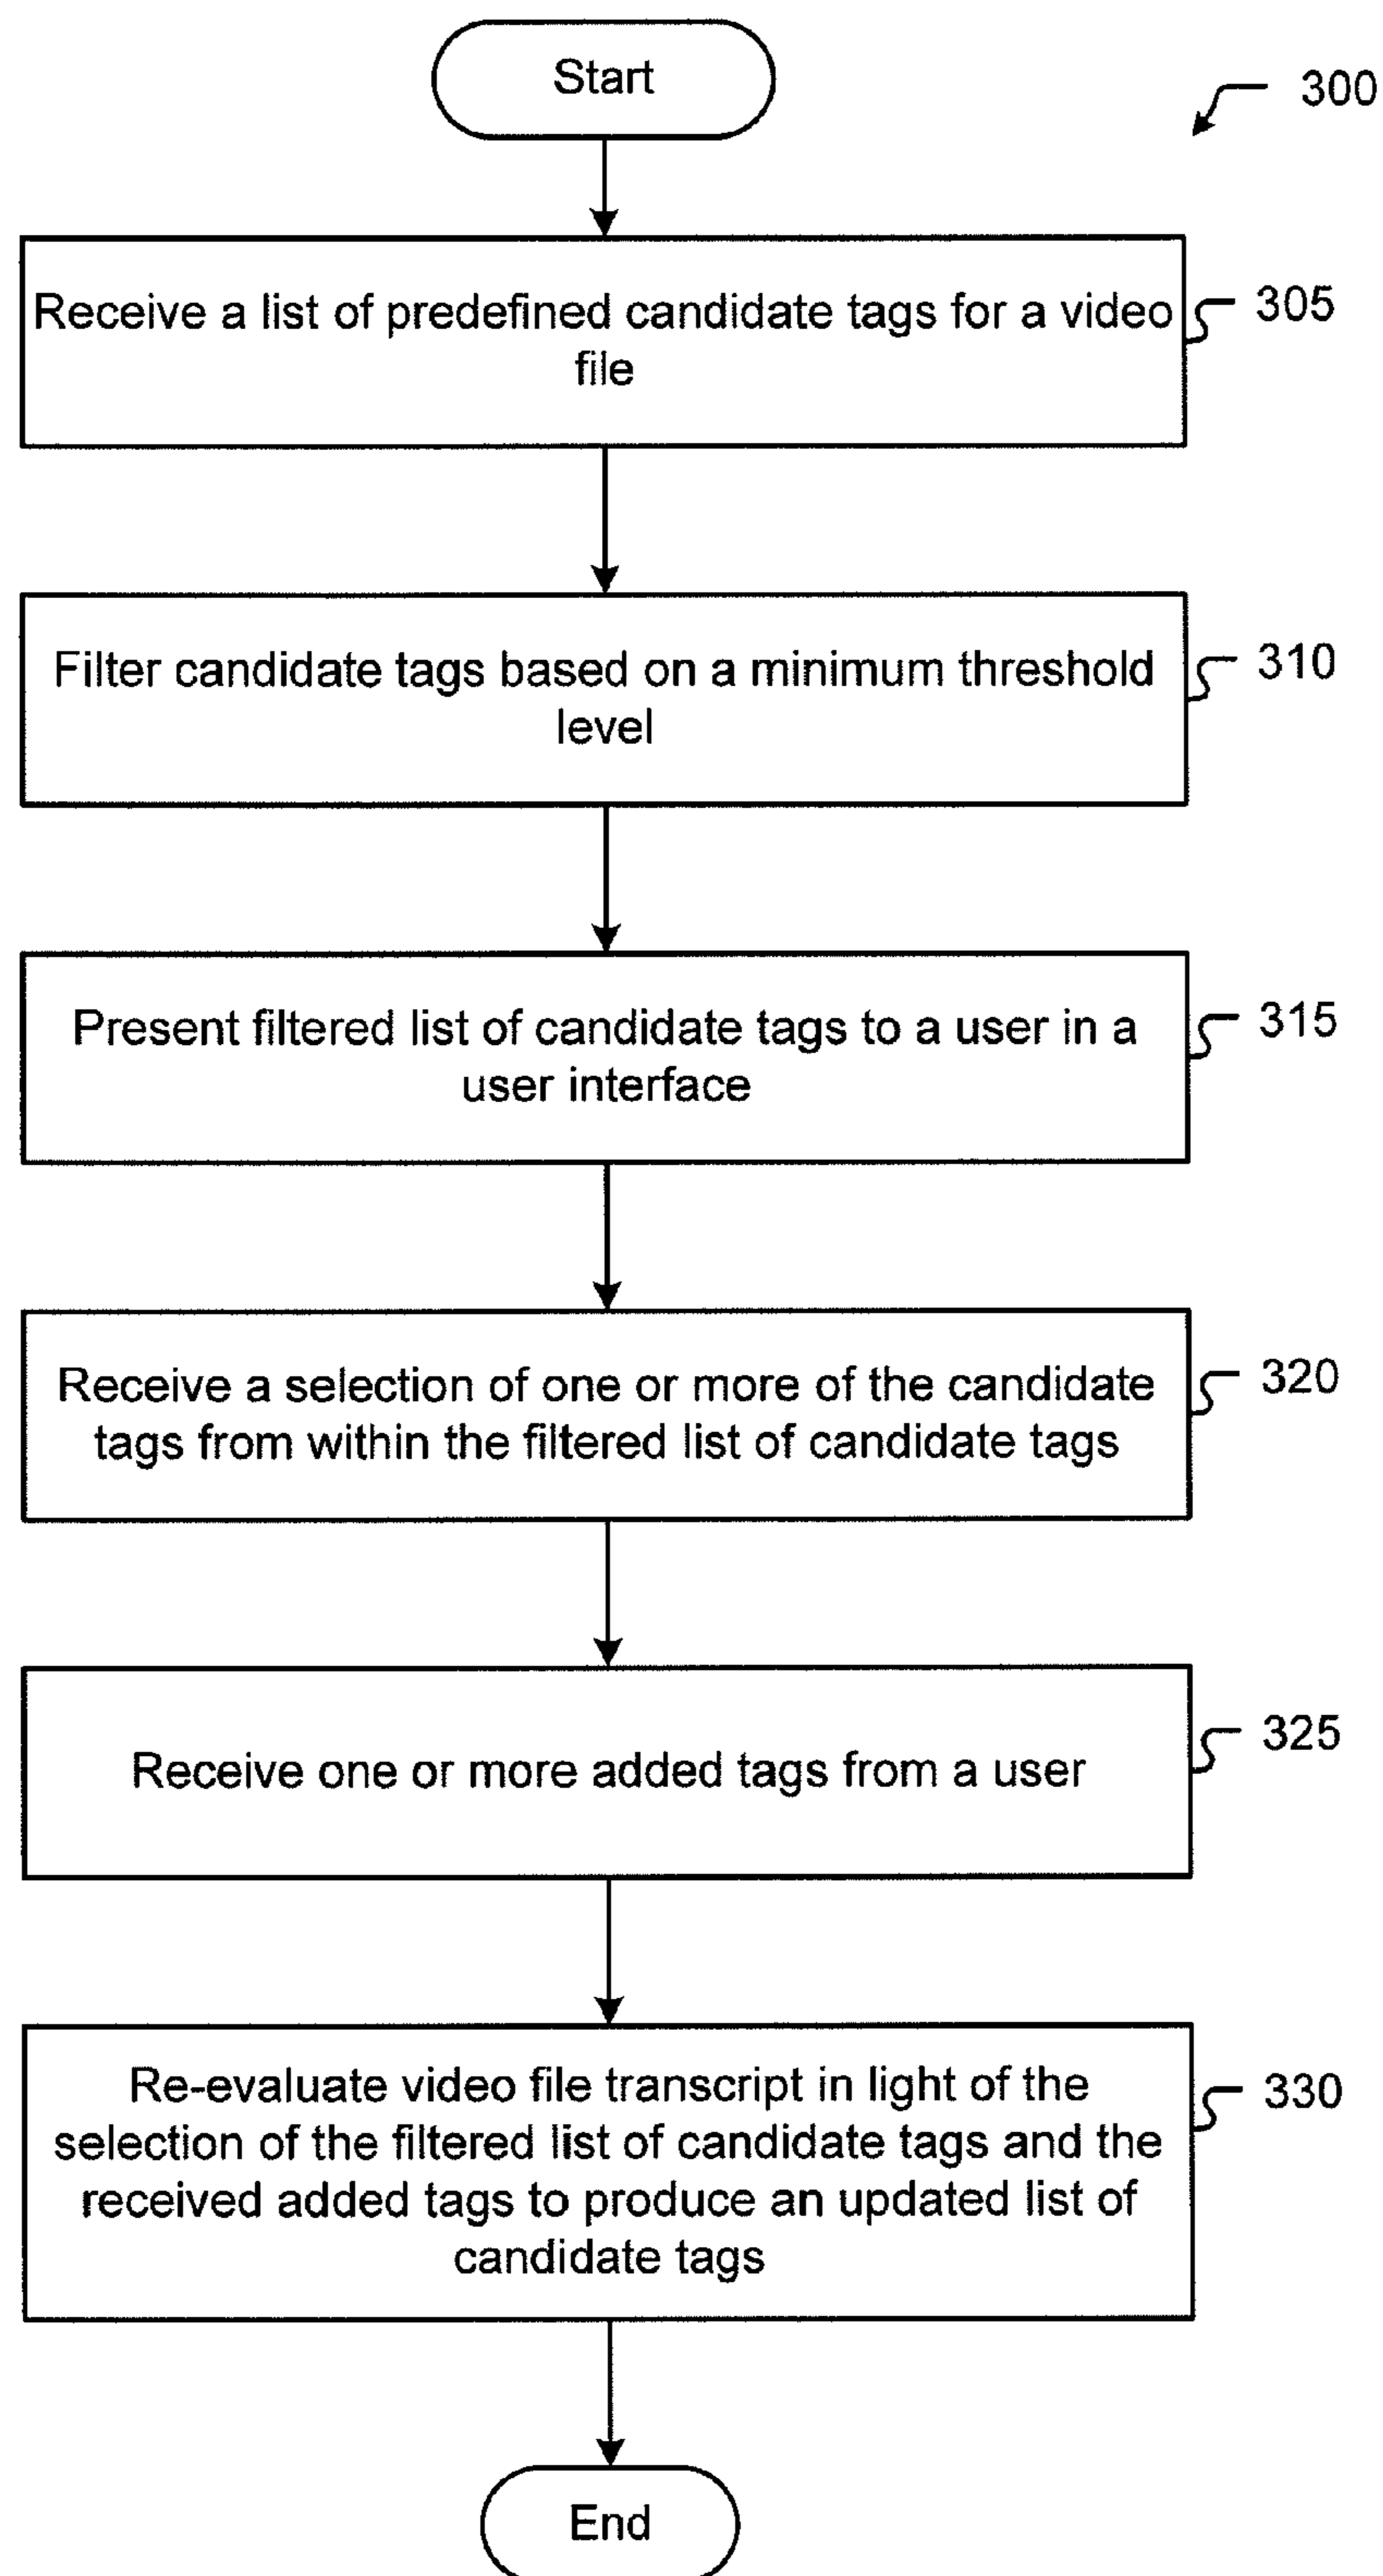 Start
300
Receive a list of predefined candidate tags for a video
file
305
Filter candidate tags based on a minimum threshold
level
310
Present filtered list of candidate tags to a user in a
user interface
315
Receive a selection of one or more of the candidate
tags from within the filtered list of candidate tags
320
Receive one or more added tags from a user
325
Re-evaluate video file transcript in light of the
selection of the filtered list of candidate tags and the
received added tags to produce an updated list of
candidate tags
330
End